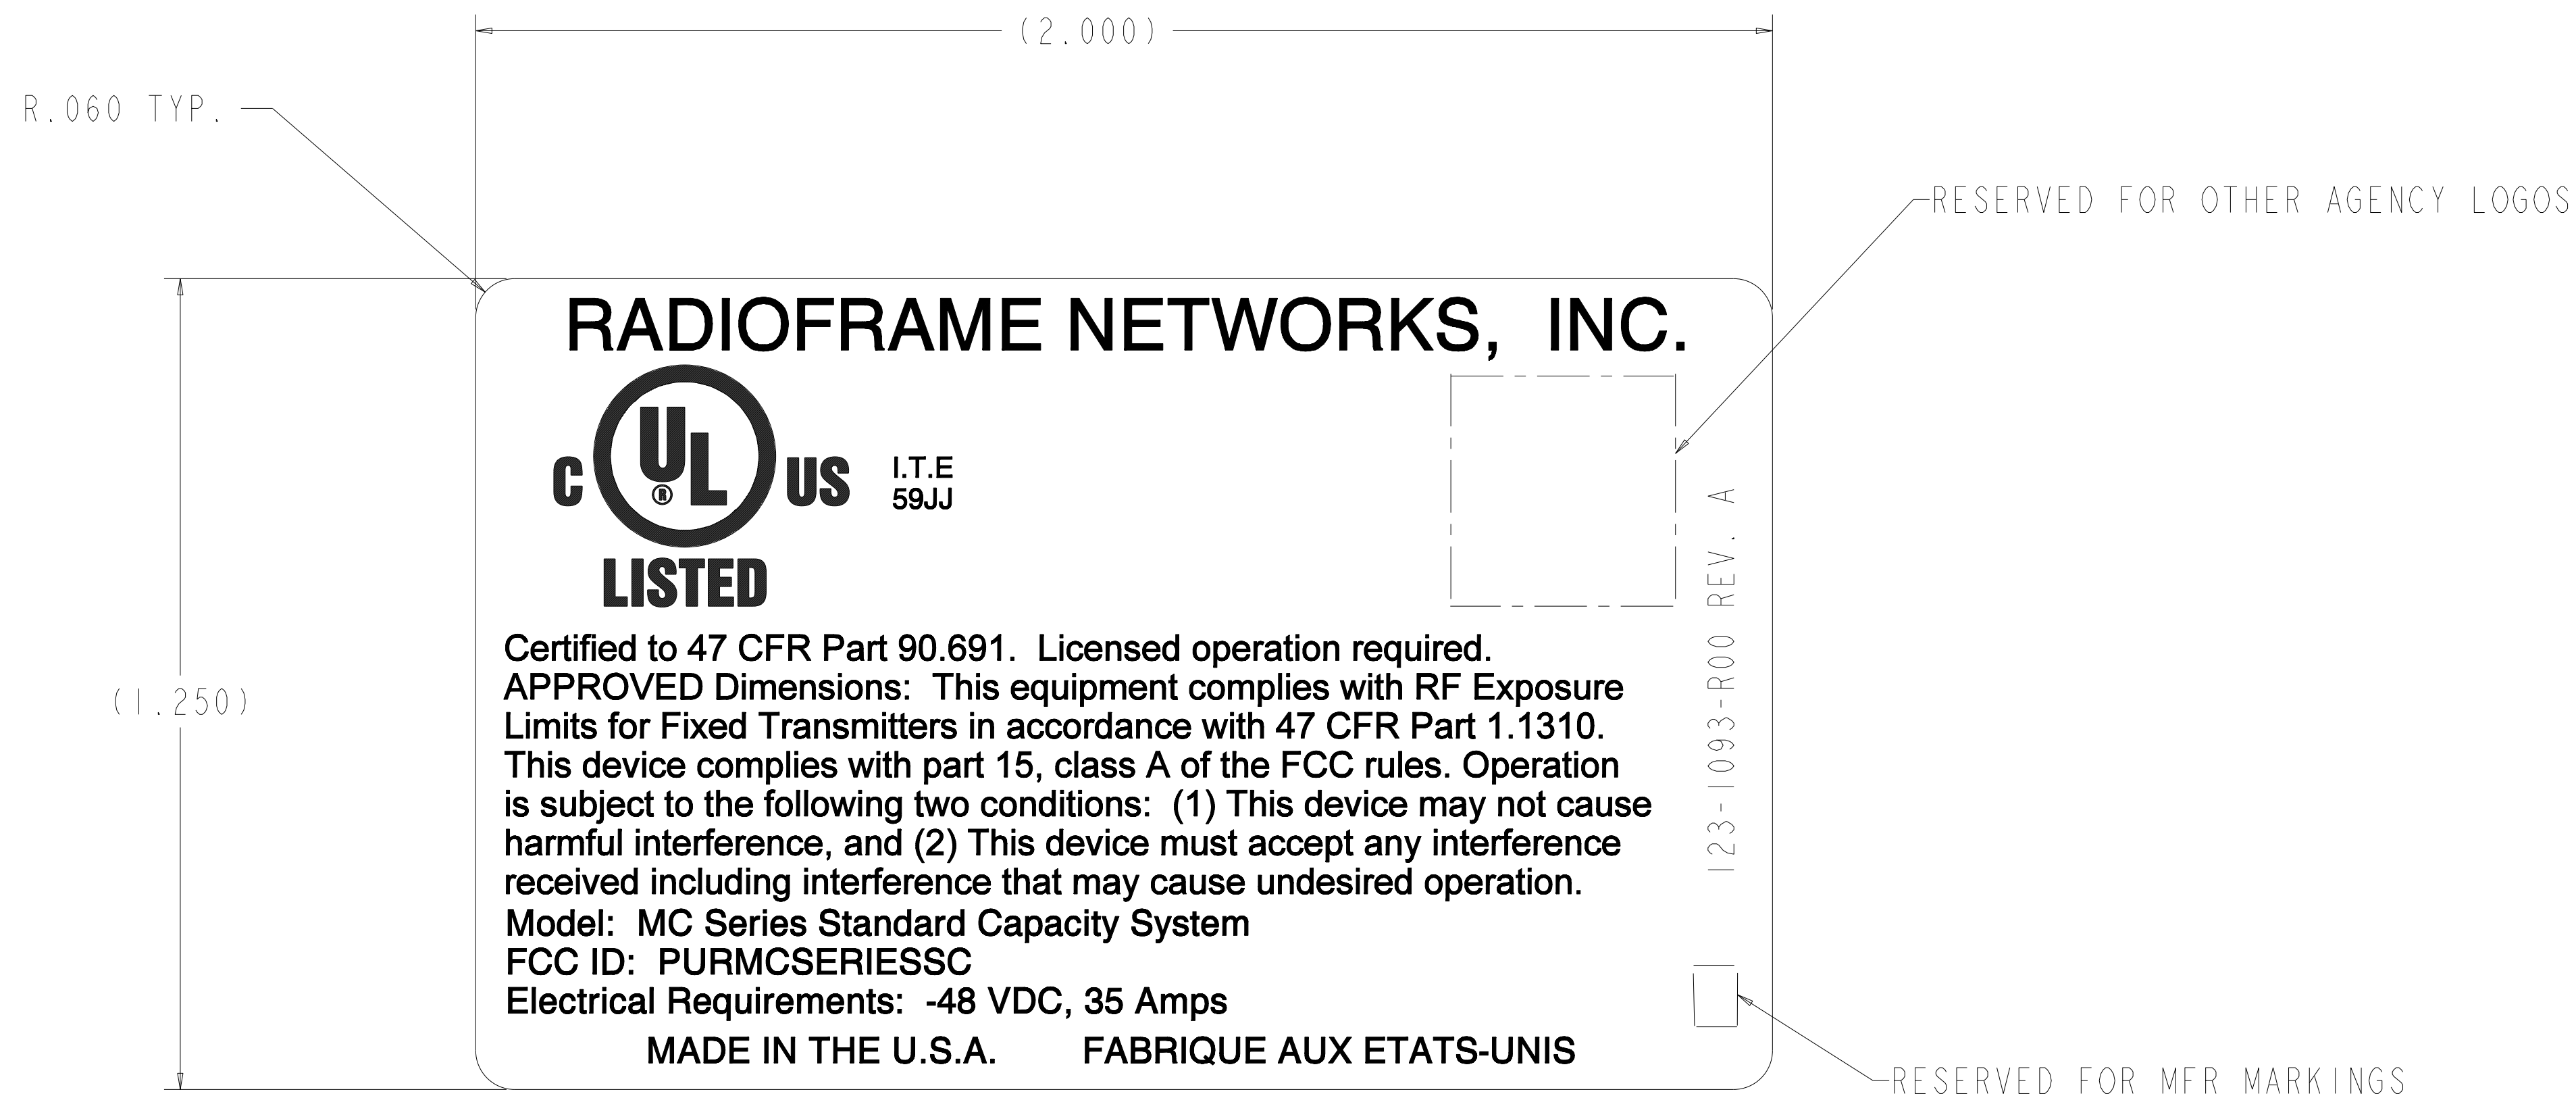 (2.000)
R.060 TYP.
RESERVED FOR OTHER AGENCY LOGOS
RADIOFRAME NETWORKS,  INC.
C UL® US
I.T.E
59JJ
LISTED
123-1093-R00 REV. A
(1.250)
Certified to 47 CFR Part 90.691.  Licensed operation required.
APPROVED Dimensions:  This equipment complies with RF Exposure
Limits for Fixed Transmitters in accordance with 47 CFR Part 1.1310.
This device complies with part 15, class A of the FCC rules. Operation
is subject to the following two conditions:  (1) This device may not cause
harmful interference, and (2) This device must accept any interference
received including interference that may cause undesired operation.
Model:  MC Series Standard Capacity System
FCC ID:  PURMCSERIESSC
Electrical Requirements:  -48 VDC, 35 Amps
MADE IN THE U.S.A.        FABRIQUE AUX ETATS-UNIS
RESERVED FOR MFR MARKINGS